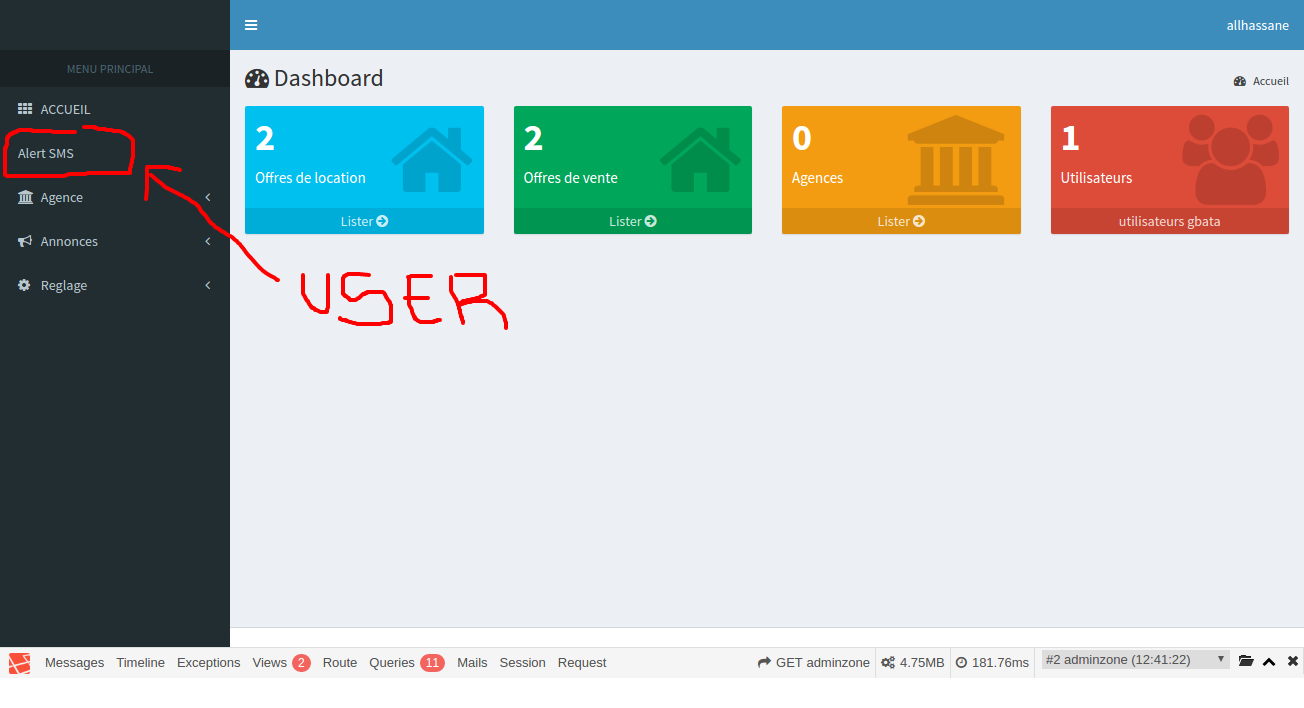 allhassane
MENU PRINCIPAL
ACCUEIL
Alert SMS
Agence
Annonces
Reglage
Dashboard
Accueil
2
Offres de location
Lister
2
Offres de vente
Lister
0
Agences
Lister
1
Utilisateurs
utilisateurs gbata
USER
Messages Timeline Exceptions Views 2 Route Queries 11 Mails Session Request GET adminzone 4.75MB 181.76ms #2 adminzone (12:41:22)